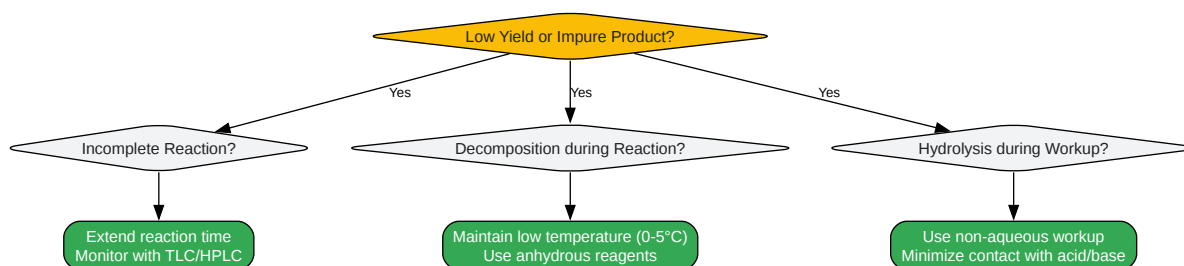 Low Yield or Impure Product?
Yes
Yes
Yes
Incomplete Reaction?
Decomposition during Reaction?
Hydrolysis during Workup?
Extend reaction time
Monitor with TLC/HPLC
Maintain low temperature (0-5°C)
Use anhydrous reagents
Use non-aqueous workup
Minimize contact with acid/base